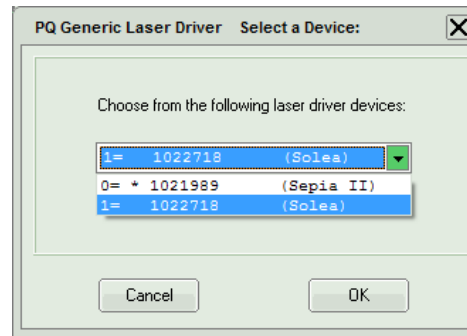 PQ Generic Laser Driver Select a Device:
Choose from the following laser driver devices:
1= 1022718 (Solea)
0= * 1021989 (Sepia II)
1= 1022718 (Solea)
Cancel OK